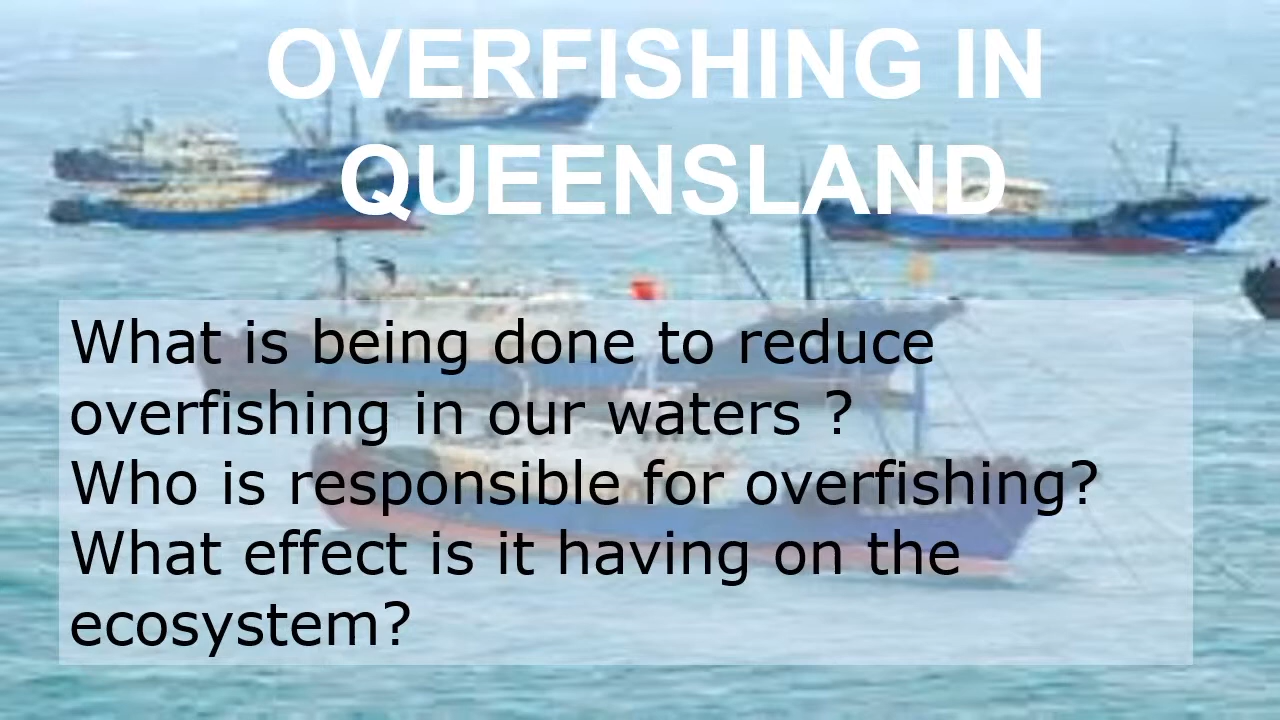 OVERFISHING IN
QUEENSLAND
What is being done to reduce
overfishing in our waters ?
Who is responsible for overfishing?
What effect is it having on the
ecosystem?